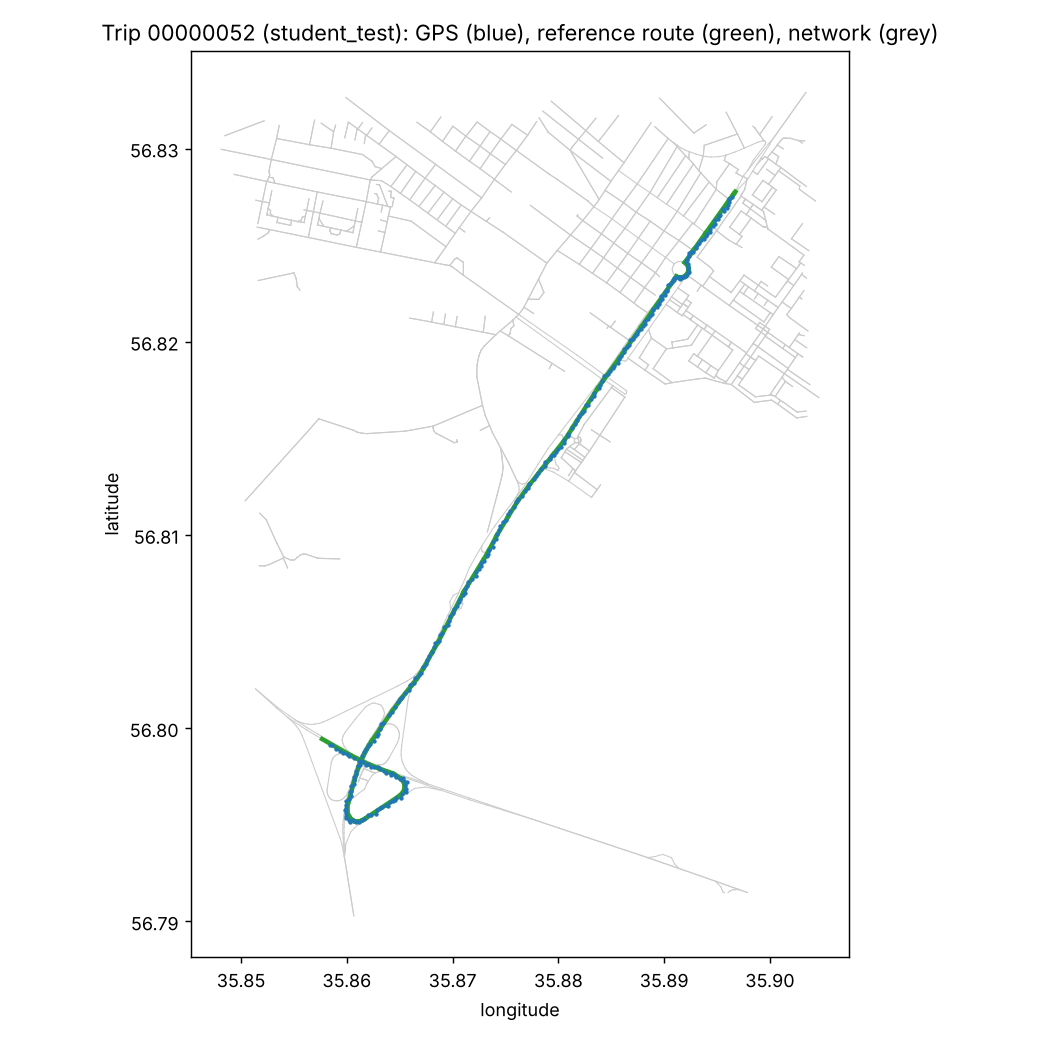 Trip 00000052 (student_test): GPS (blue), reference route (green), network (grey)
56.83
56.82
56.81
56.80
56.79
latitude
35.85 35.86 35.87 35.88 35.89 35.90
longitude